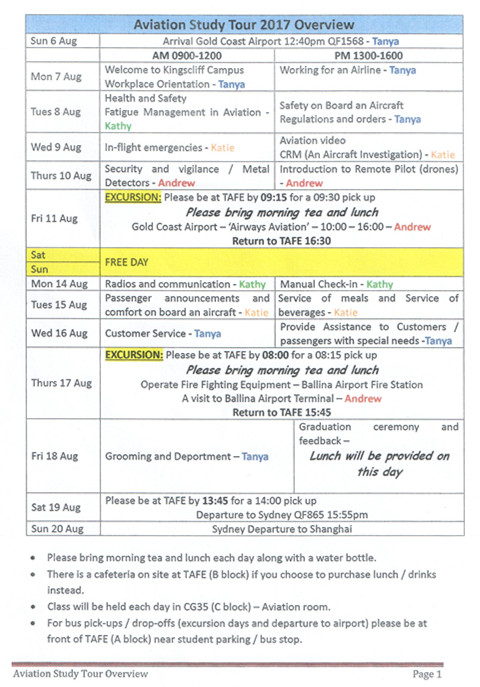 Aviation Study Tour 2017 Overview
Sun 6 Aug Arrival Gold Coast Airport 12:40pm QF1568 - Tanya
AM 0900-1200 PM 1300-1600
Mon 7 Aug
Welcome to Kingscliff Campus
Workplace Orientation - Tanya
Working for an Airline - Tanya
Tues 8 Aug
Health and Safety
Fatigue Management in Aviation -
Kathy
Safety on Board an Aircraft
Regulations and orders - Tanya
Wed 9 Aug
In-flight emergencies - Katie
Aviation video
CRM (An Aircraft Investigation) - Katie
Thurs 10 Aug
Security and vigilance / Metal
Detectors - Andrew
Introduction to Remote Pilot (drones)
- Andrew
Fri 11 Aug
EXCURSION: Please be at TAFE by 09:15 for a 09:30 pick up
Please bring morning tea and lunch
Gold Coast Airport – 'Airways Aviation' – 10:00 – 16:00 – Andrew
Return to TAFE 16:30
Sat
Sun
FREE DAY
Mon 14 Aug
Radios and communication - Kathy
Manual Check-in - Kathy
Tues 15 Aug
Passenger announcements and
comfort on board an aircraft - Katie
Service of meals and Service of
beverages - Katie
Wed 16 Aug
Customer Service - Tanya
Provide Assistance to Customers /
passengers with special needs -Tanya
Thurs 17 Aug
EXCURSION: Please be at TAFE by 08:00 for a 08:15 pick up
Please bring morning tea and lunch
Operate Fire Fighting Equipment – Ballina Airport Fire Station
A visit to Ballina Airport Terminal – Andrew
Return to TAFE 15:45
Fri 18 Aug
Grooming and Deportment – Tanya
Graduation ceremony and
feedback –
Lunch will be provided on
this day
Sat 19 Aug
Please be at TAFE by 13:45 for a 14:00 pick up
Departure to Sydney QF865 15:55pm
Sun 20 Aug
Sydney Departure to Shanghai
• Please bring morning tea and lunch each day along with a water bottle.
• There is a cafeteria on site at TAFE (B block) if you choose to purchase lunch / drinks
instead.
• Class will be held each day in CG35 (C block) – Aviation room.
• For bus pick-ups / drop-offs (excursion days and departure to airport) please be at
front of TAFE (A block) near student parking / bus stop.
Aviation Study Tour Overview Page 1